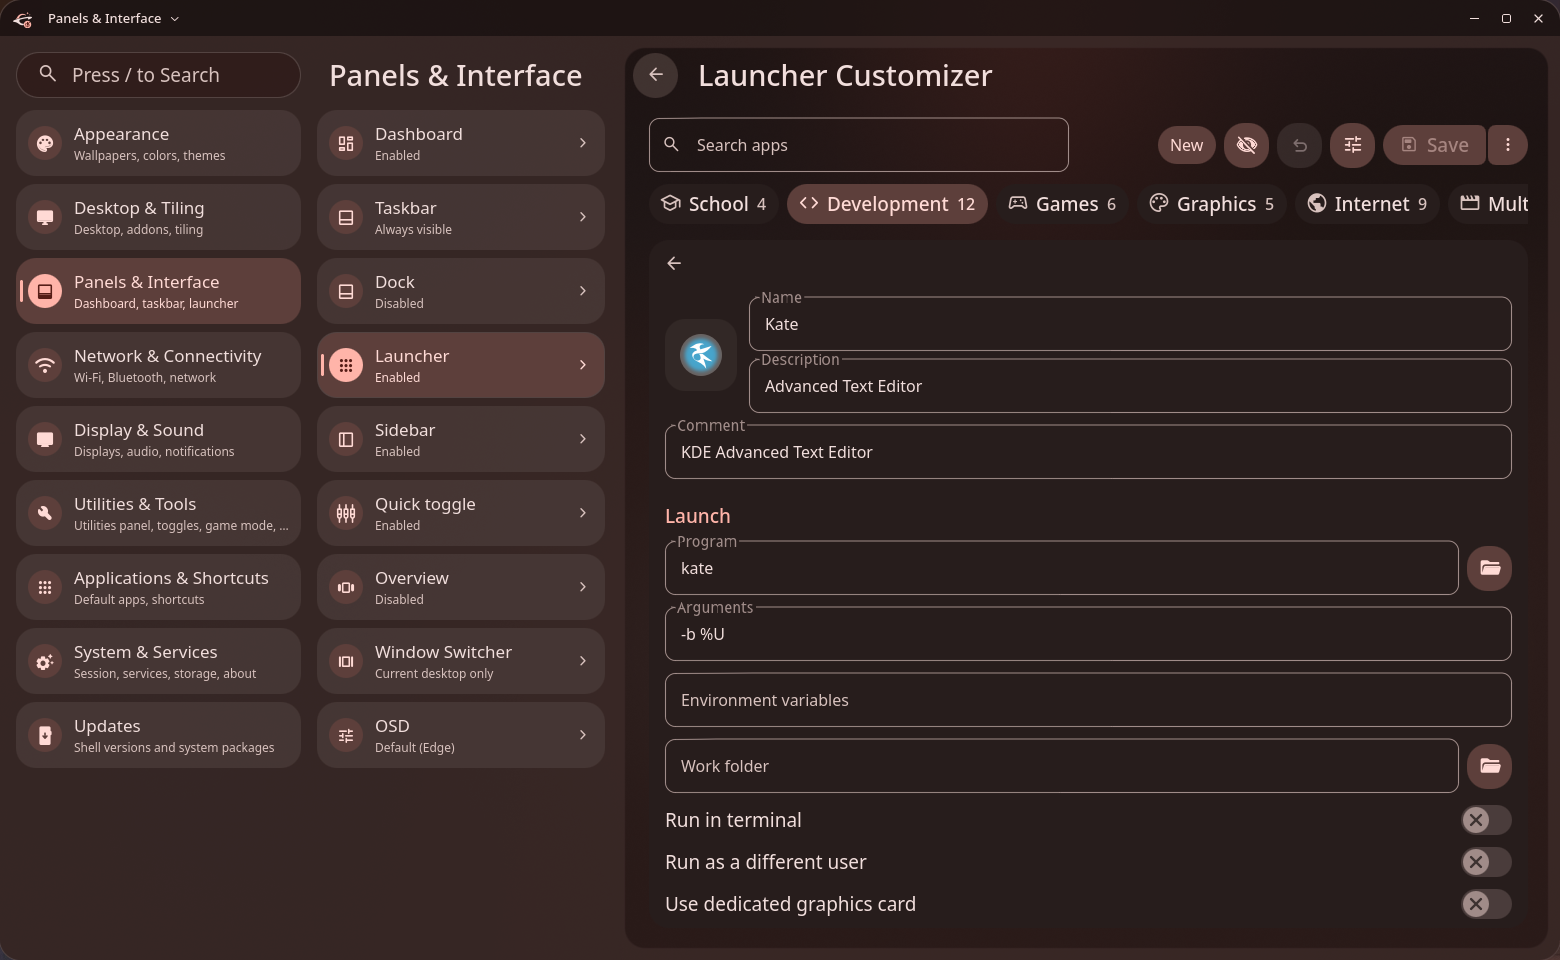 Panels & Interface
Press / to Search
Appearance
Wallpapers, colors, themes
Desktop & Tiling
Desktop, addons, tiling
Panels & Interface
Dashboard, taskbar, launcher
Network & Connectivity
Wi-Fi, Bluetooth, network
Display & Sound
Displays, audio, notifications
Utilities & Tools
Utilities panel, toggles, game mode, ...
Applications & Shortcuts
Default apps, shortcuts
System & Services
Session, services, storage, about
Updates
Shell versions and system packages
Panels & Interface
Dashboard
Enabled
Taskbar
Always visible
Dock
Disabled
Launcher
Enabled
Sidebar
Enabled
Quick toggle
Enabled
Overview
Disabled
Window Switcher
Current desktop only
OSD
Default (Edge)
Launcher Customizer
Search apps
New
Save
School 4
Development 12
Games 6
Graphics 5
Internet 9
Mult
Name
Kate
Description
Advanced Text Editor
Comment
KDE Advanced Text Editor
Launch
Program
kate
Arguments
-b %U
Environment variables
Work folder
Run in terminal
Run as a different user
Use dedicated graphics card